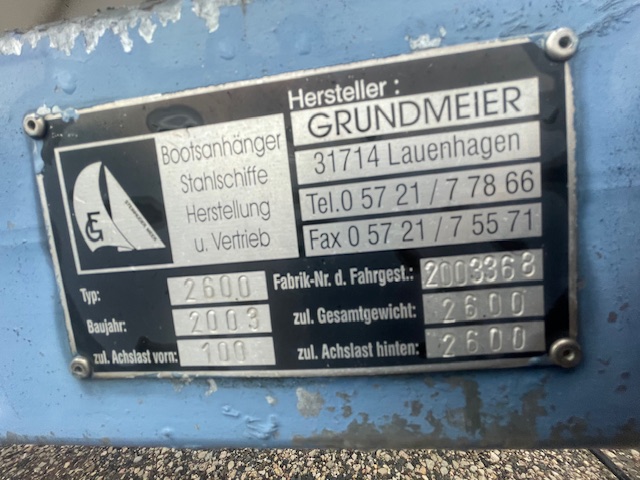 Hersteller :
GRUNDMEIER
Bootsanhänger
Stahlschiffe
Herstellung
u. Vertrieb
31714 Lauenhagen
Tel.0 57 21 / 7 78 66
Fax 0 57 21 / 7 55 71
FG
Typ: 2600
Fabrik-Nr. d. Fahrgest.: 2003368
Baujahr: 2003
zul. Gesamtgewicht: 2600
zul. Achslast vorn: 100
zul. Achslast hinten: 2600